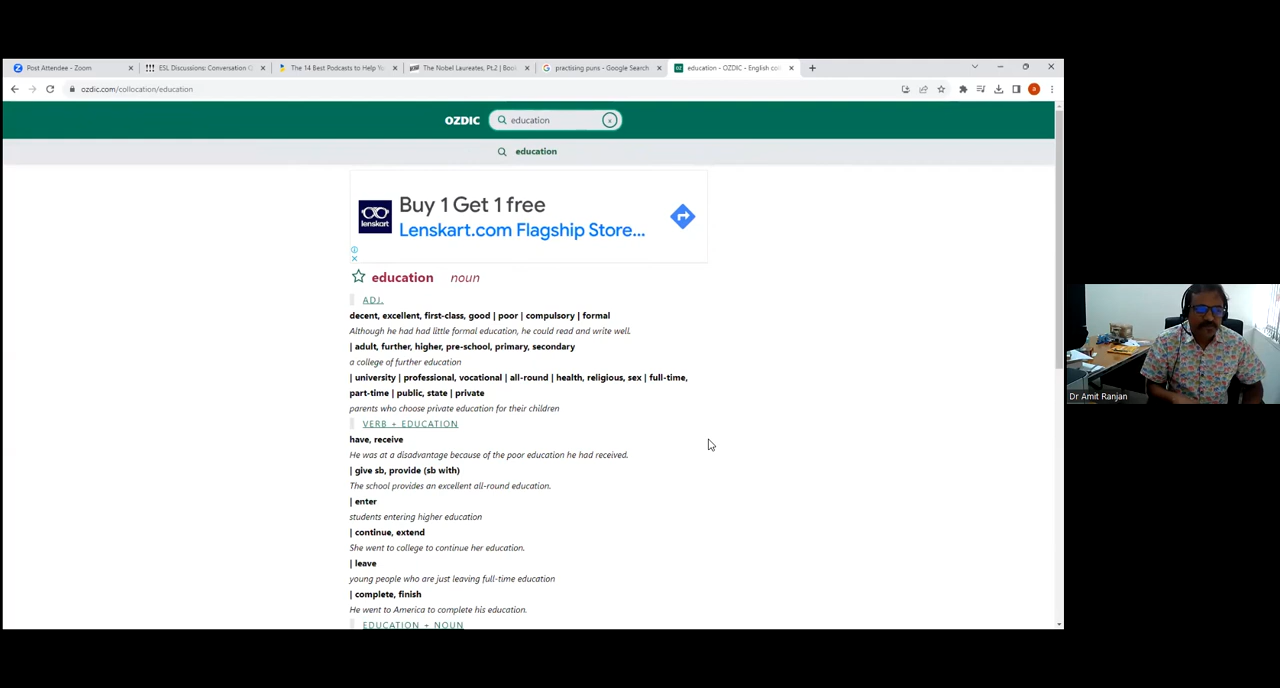 Post Attendee - Zoom
ESL Discussions: Conversation Q
The 14 Best Podcasts to Help Yo
The Nobel Laureates, Pt.2 | Book
practising puns - Google Search
education - OZDIC - English co
ozdic.com/collocation/education
a
OZDIC
education
x
education
lenskart
Buy 1 Get 1 free
Lenskart.com Flagship Store...
education noun
ADJ.
decent, excellent, first-class, good | poor | compulsory | formal
Although he had had little formal education, he could read and write well.
| adult, further, higher, pre-school, primary, secondary
a college of further education
| university | professional, vocational | all-round | health, religious, sex | full-time,
part-time | public, state | private
parents who choose private education for their children
VERB + EDUCATION
have, receive
He was at a disadvantage because of the poor education he had received.
| give sb, provide (sb with)
The school provides an excellent all-round education.
| enter
students entering higher education
| continue, extend
She went to college to continue her education.
| leave
young people who are just leaving full-time education
| complete, finish
He went to America to complete his education.
EDUCATION + NOUN
Dr Amit Ranjan